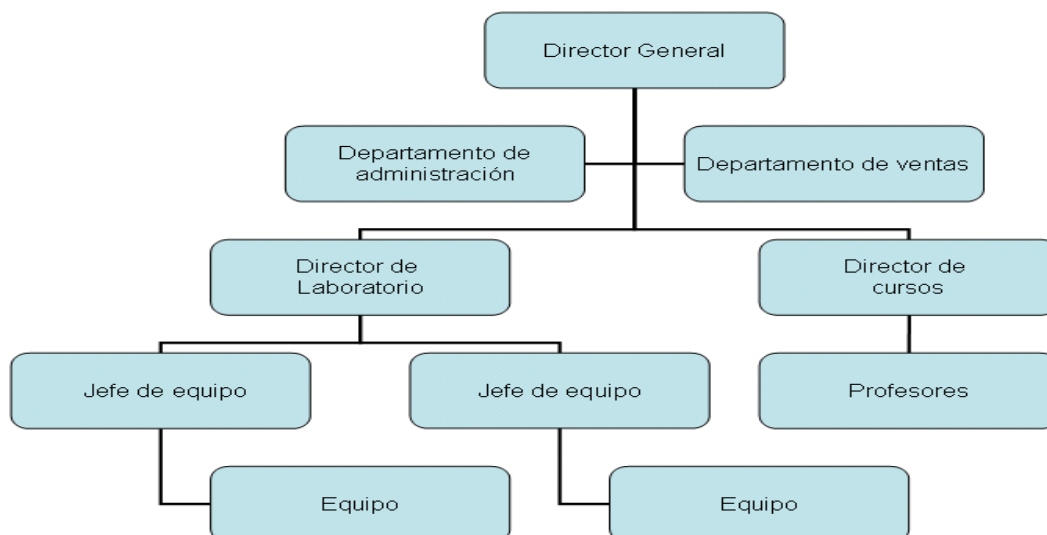 Director General
Departamento de
administración
Departamento de ventas
Director de
Laboratorio
Director de
cursos
Jefe de equipo
Jefe de equipo
Profesores
Equipo
Equipo